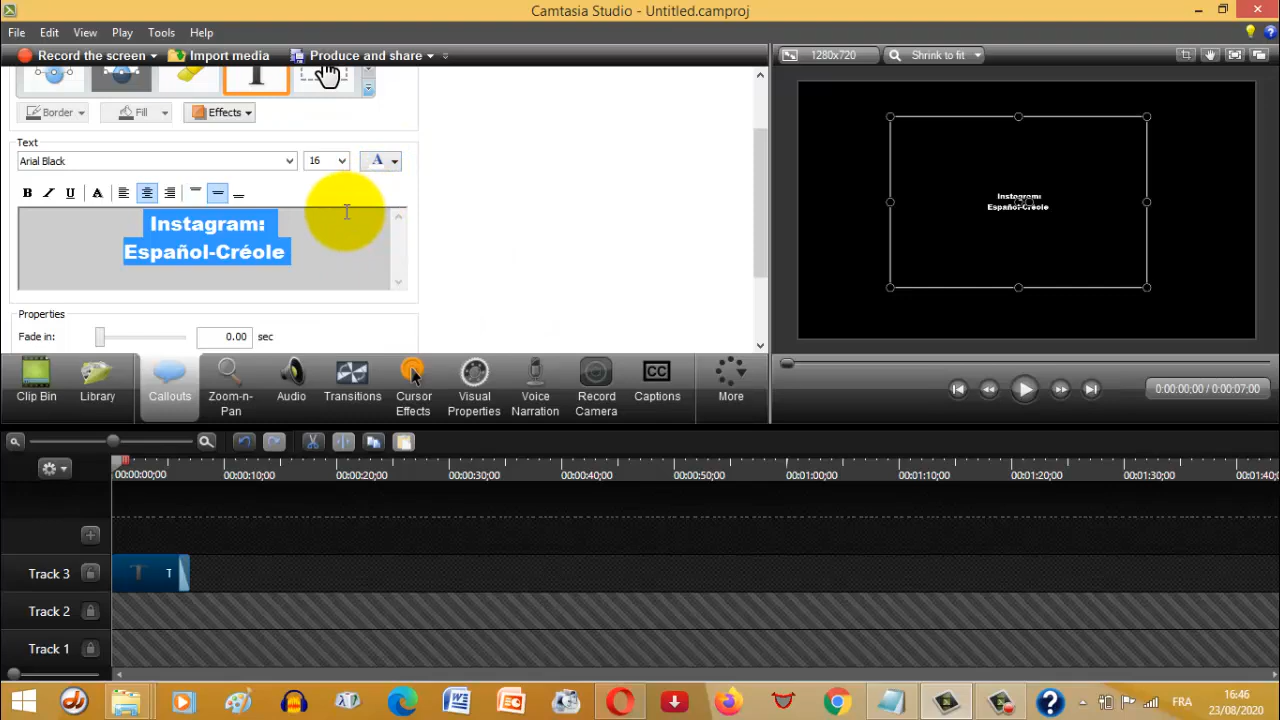 Camtasia Studio - Untitled.camproj
File Edit View Play Tools Help
Record the screen Import media Produce and share
1280x720 Shrink to fit
Border Fill Effects
Text
Arial Black 16 A
B I U A
Instagram:
Español-Créole
Properties
Fade in: 0.00 sec
Instagram:
Español-Créole
Clip Bin
Library
Callouts
Zoom-n-Pan
Audio
Transitions
Cursor Effects
Visual Properties
Voice Narration
Record Camera
Captions
More
0:00:00;00 / 0:00:07;00
00:00:00;00 00:00:10;00 00:00:20;00 00:00:30;00 00:00:40;00 00:00:50;00 00:01:00;00 00:01:10;00 00:01:20;00 00:01:30;00 00:01:40;0
Track 3 T
Track 2
Track 1
FRA
16:46
23/08/2020